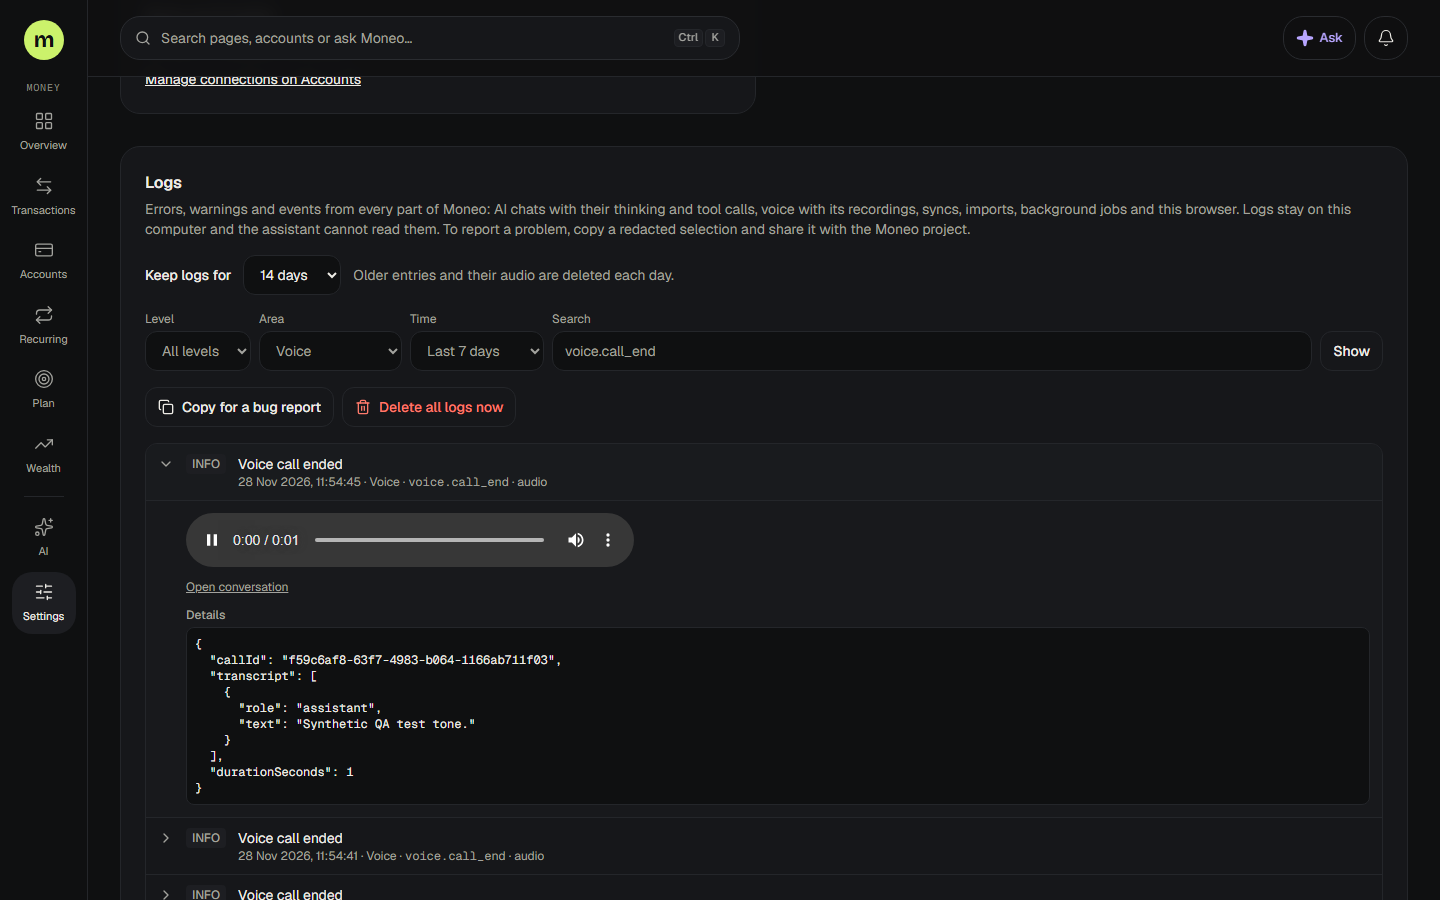 m
Search pages, accounts or ask Moneo...
Ctrl K
Ask
MONEY
Overview
Transactions
Accounts
Recurring
Plan
Wealth
AI
Settings
Manage connections on Accounts
Logs
Errors, warnings and events from every part of Moneo: AI chats with their thinking and tool calls, voice with its recordings, syncs, imports, background jobs and this browser. Logs stay on this
computer and the assistant cannot read them. To report a problem, copy a redacted selection and share it with the Moneo project.
Keep logs for 14 days Older entries and their audio are deleted each day.
Level Area Time Search
All levels Voice Last 7 days voice.call_end Show
Copy for a bug report Delete all logs now
INFO Voice call ended
28 Nov 2026, 11:54:45 · Voice · voice.call_end · audio
0:00 / 0:01
Open conversation
Details
{
"callId": "f59c6af8-63f7-4983-b064-1166ab711f03",
"transcript": [
{
"role": "assistant",
"text": "Synthetic QA test tone."
}
],
"durationSeconds": 1
}
INFO Voice call ended
28 Nov 2026, 11:54:41 · Voice · voice.call_end · audio
INFO Voice call ended